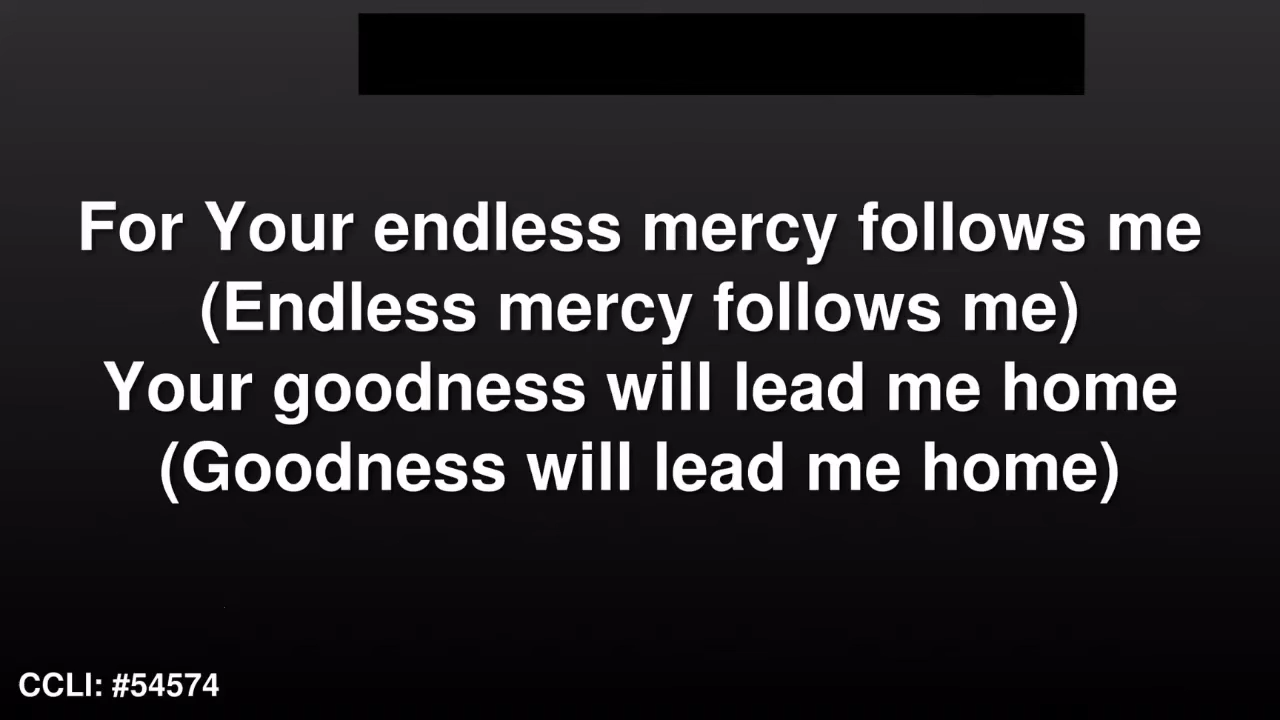 For Your endless mercy follows me
(Endless mercy follows me)
Your goodness will lead me home
(Goodness will lead me home)
CCLI: #54574